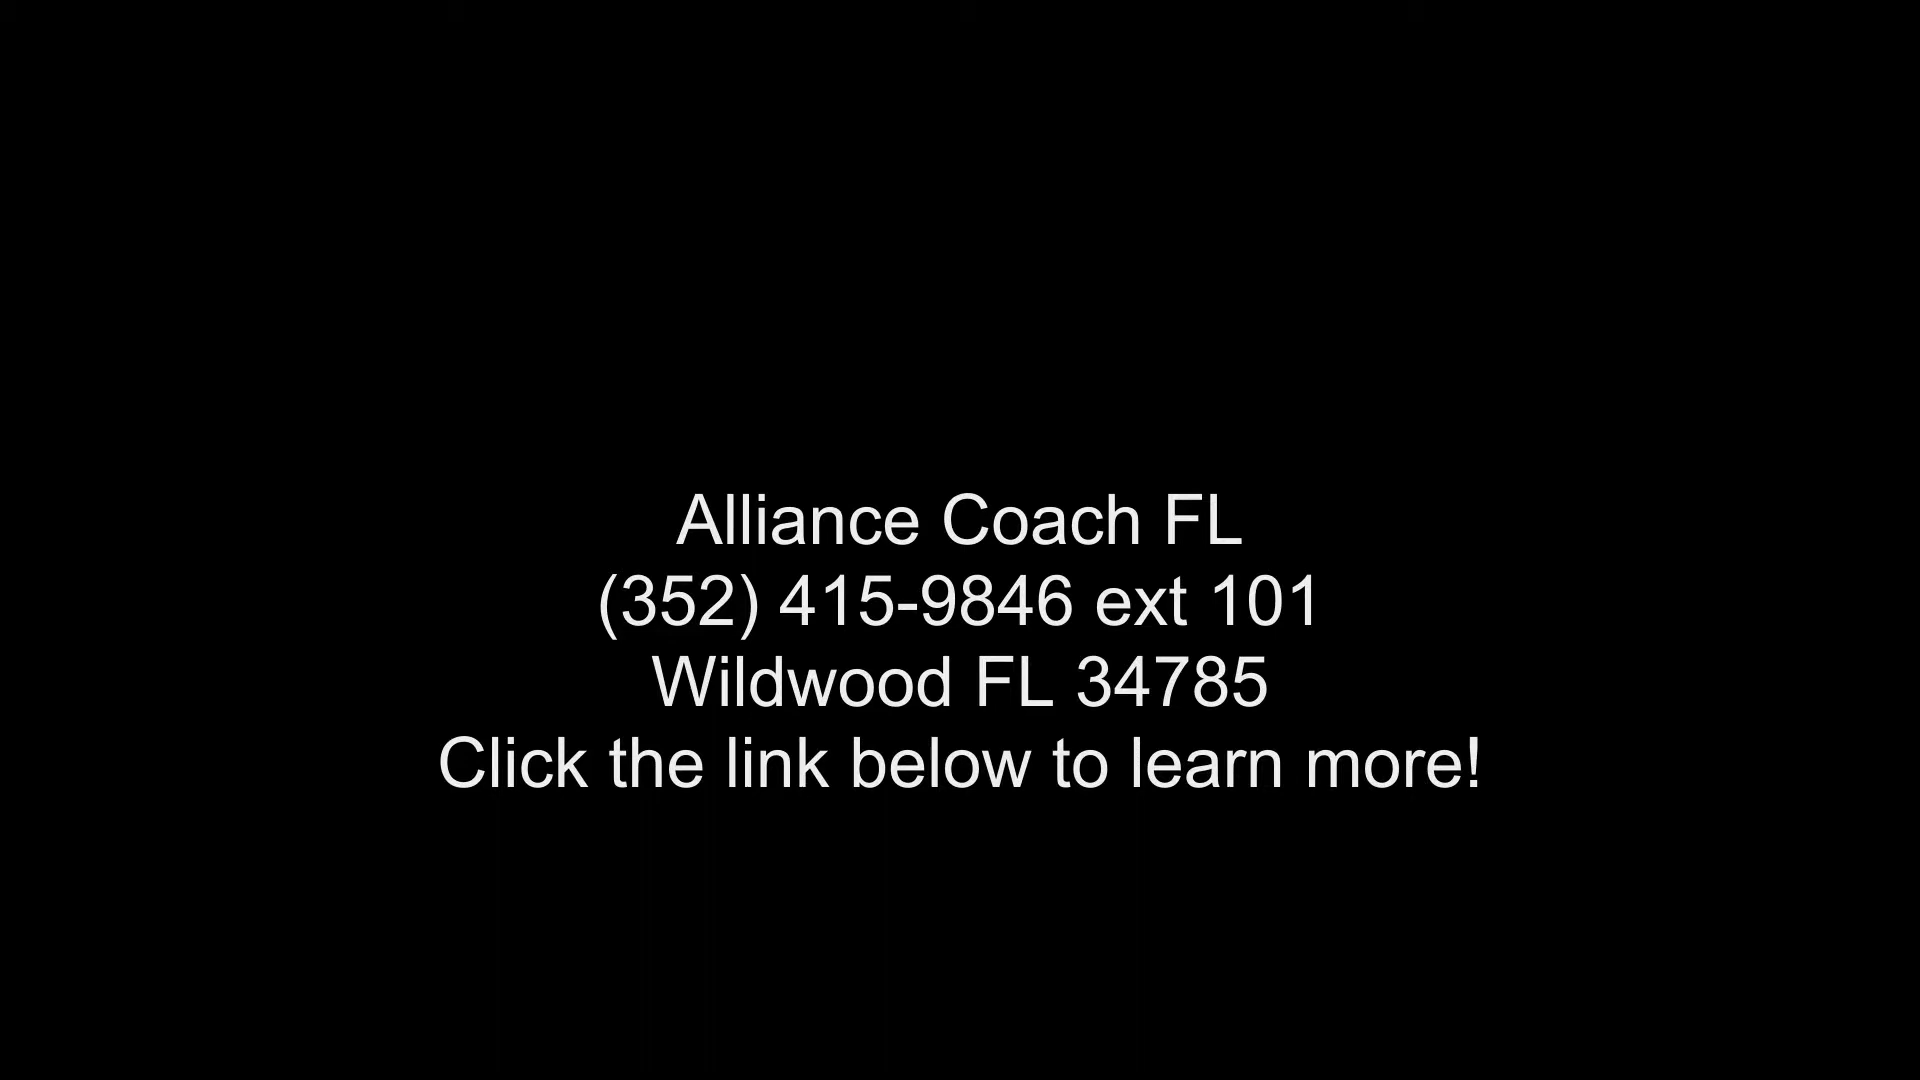 Alliance Coach FL
(352) 415-9846 ext 101
Wildwood FL 34785
Click the link below to learn more!